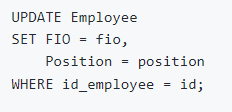 UPDATE Employee
SET FIO = fio,
    Position = position
WHERE id_employee = id;